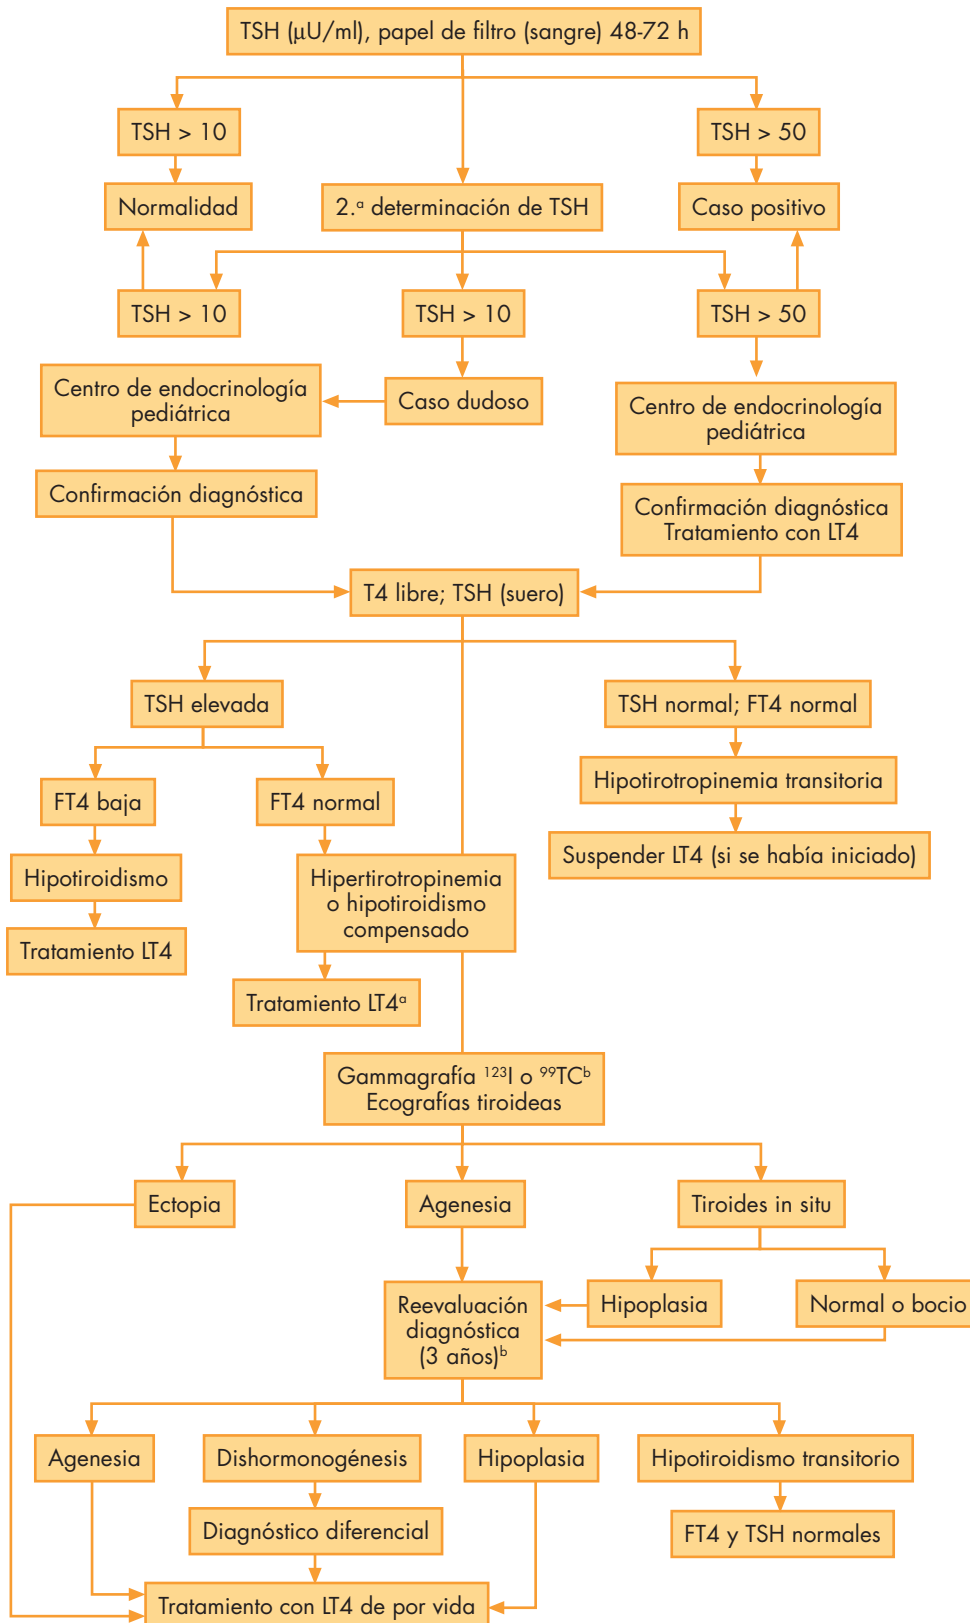 TSH (μU/ml), papel de filtro (sangre) 48-72 h
TSH > 10
TSH > 50
Normalidad
2.ª determinación de TSH
Caso positivo
TSH > 10
TSH > 10
TSH > 50
Centro de endocrinología
pediátrica
Caso dudoso
Centro de endocrinología
pediátrica
Confirmación diagnóstica
Confirmación diagnóstica
Tratamiento con LT4
T4 libre; TSH (suero)
TSH elevada
TSH normal; FT4 normal
FT4 baja
FT4 normal
Hipotirotropinemia transitoria
Hipotiroidismo
Hipertirotropinemia
o hipotiroidismo
compensado
Suspender LT4 (si se había iniciado)
Tratamiento LT4
Tratamiento LT4ª
Gammagrafía ¹²³I o ⁹⁹TCᵇ
Ecografías tiroideas
Ectopia
Agenesia
Tiroides in situ
Reevaluación
diagnóstica
(3 años)ᵇ
Hipoplasia
Normal o bocio
Agenesia
Dishormonogénesis
Hipoplasia
Hipotiroidismo transitorio
Diagnóstico diferencial
FT4 y TSH normales
Tratamiento con LT4 de por vida